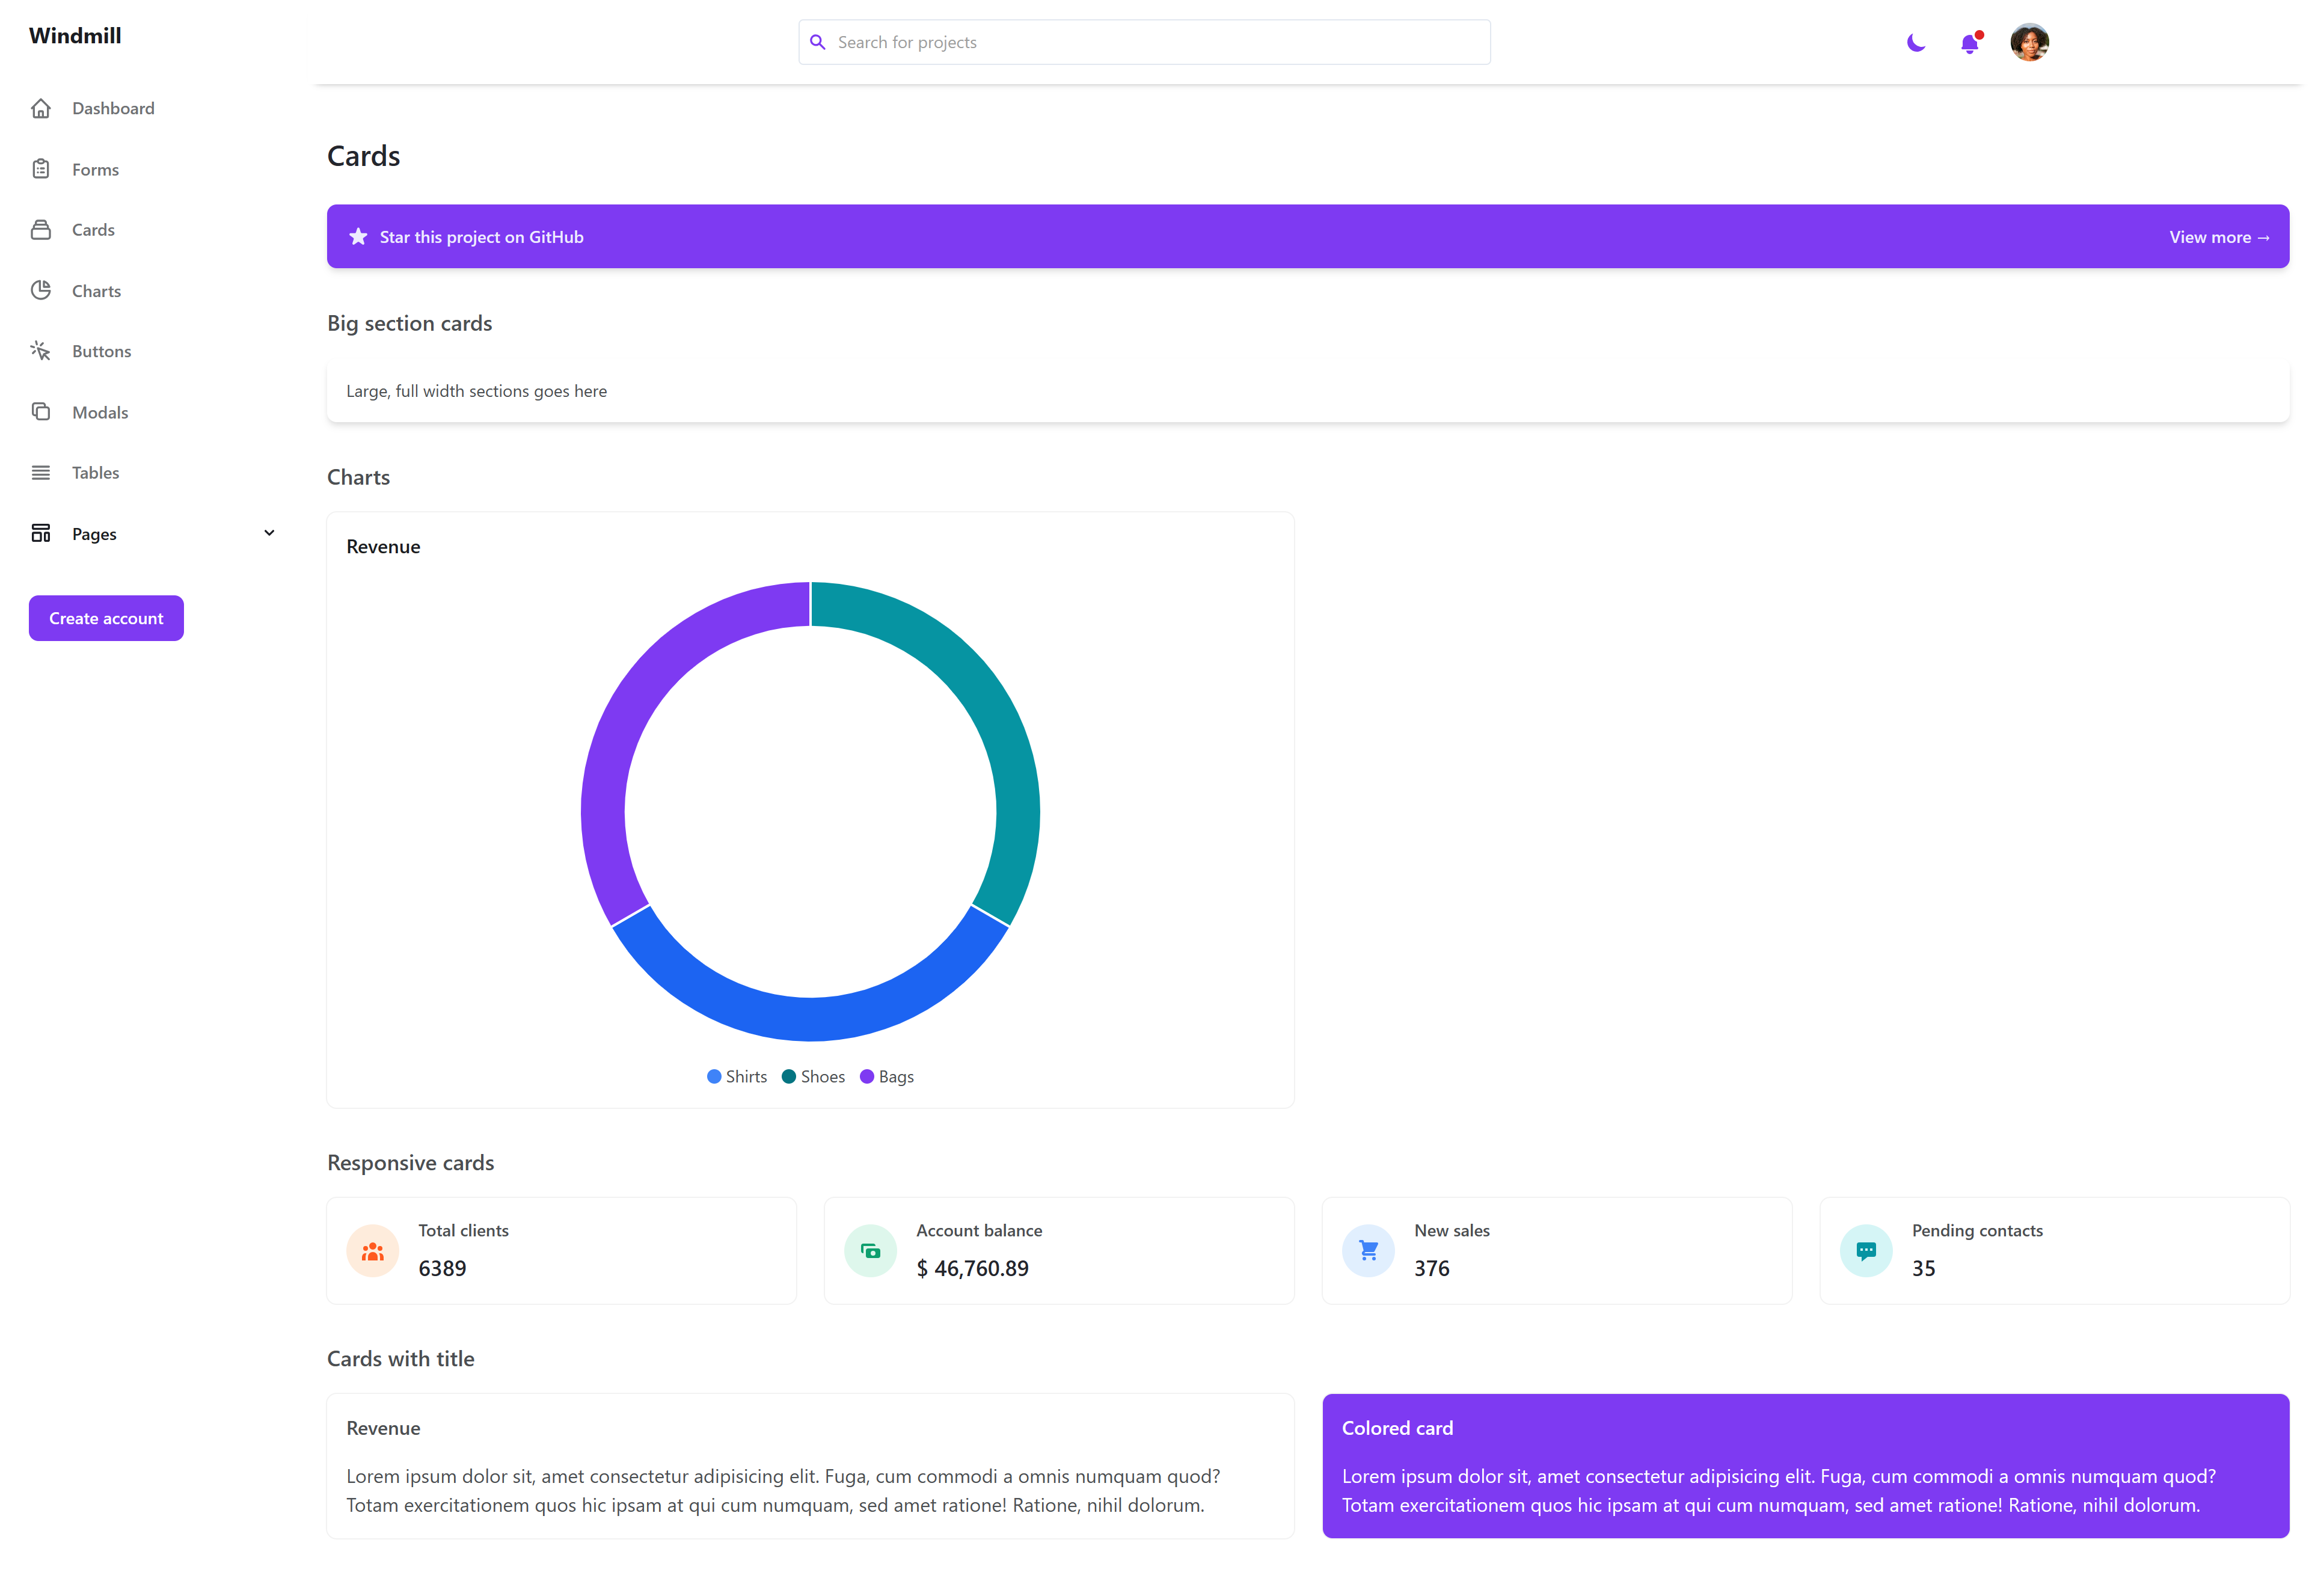 Windmill
Search for projects
Dashboard
Forms
Cards
Charts
Buttons
Modals
Tables
Pages
Create account
Cards
Star this project on GitHub
View more →
Big section cards
Large, full width sections goes here
Charts
Revenue
Shirts
Shoes
Bags
Responsive cards
Total clients
6389
Account balance
$ 46,760.89
New sales
376
Pending contacts
35
Cards with title
Revenue
Lorem ipsum dolor sit, amet consectetur adipisicing elit. Fuga, cum commodi a omnis numquam quod?
Totam exercitationem quos hic ipsam at qui cum numquam, sed amet ratione! Ratione, nihil dolorum.
Colored card
Lorem ipsum dolor sit, amet consectetur adipisicing elit. Fuga, cum commodi a omnis numquam quod?
Totam exercitationem quos hic ipsam at qui cum numquam, sed amet ratione! Ratione, nihil dolorum.